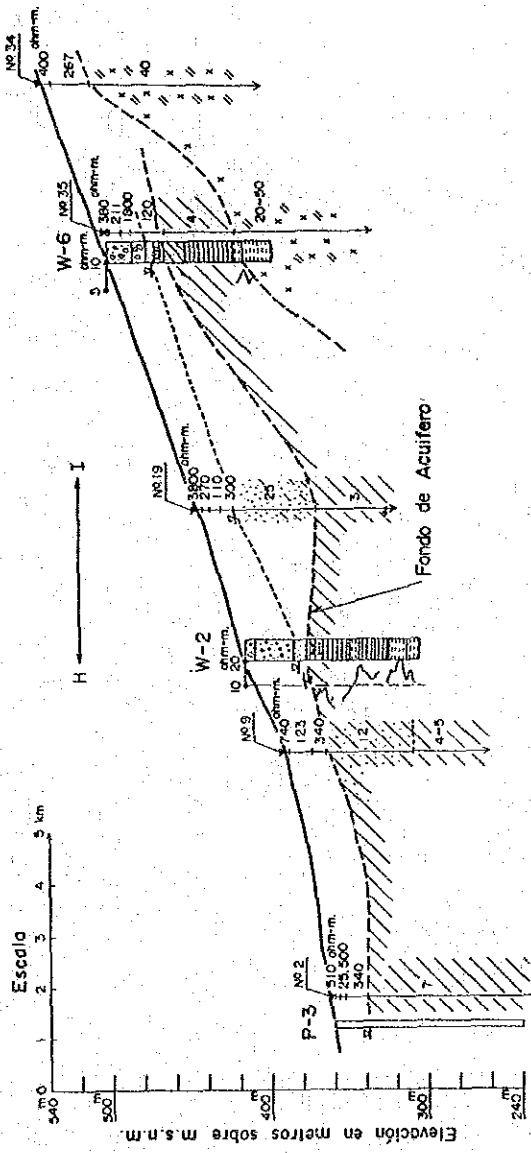 Escala
0 1 2 3 4 5 km
Elevación en metros sobre m.s.n.m.
m
540
m
500
400
m
300
m
240
H I
P-3
Nº 2
510 ohm-m.
25.500
340
7
Nº 9
740 ohm-m.
123
340
12
4-5
W-2
10 20 ohm-m.
Nº 19
3800 ohm-m.
270
110
300
25
3
Fondo de Acuifero
W-6
5 10 ohm-m.
Nº 35
380 ohm-m.
211
1800
120
4
20-50
Nº 34
400 ohm-m.
267
40